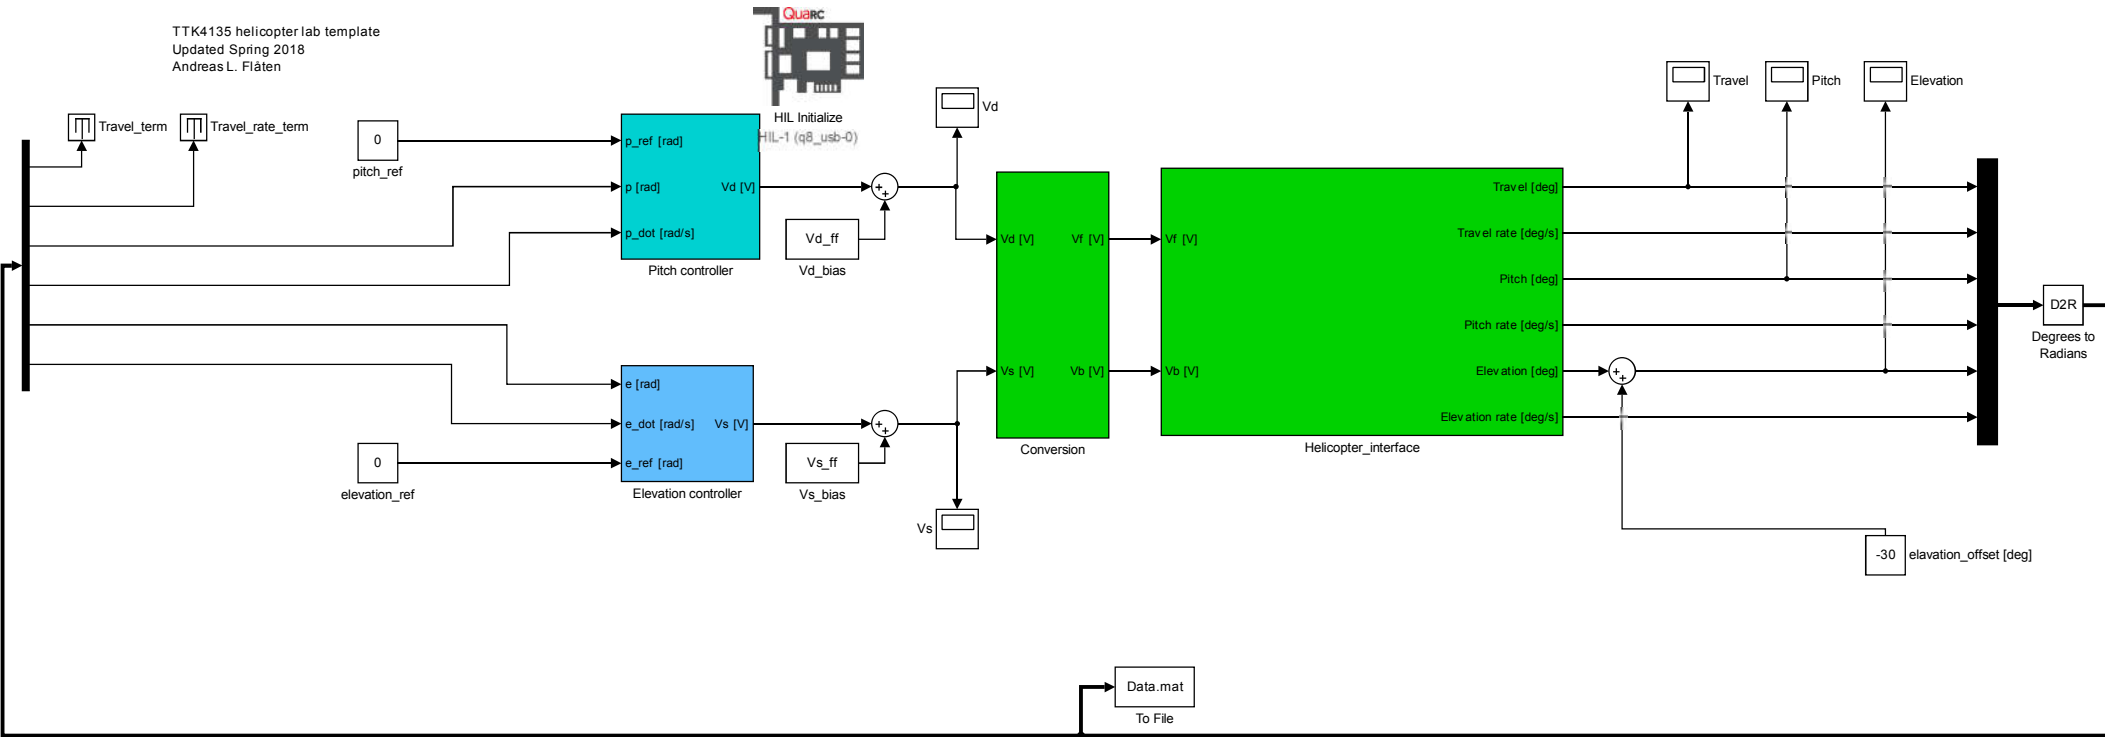 TTK4135 helicopter lab template
Updated Spring 2018
Andreas L. Flåten
QuaRC
HIL Initialize
HIL-1 (q8_usb-0)
Travel_term
Travel_rate_term
0
pitch_ref
p_ref [rad]
p [rad]
p_dot [rad/s]
Vd [V]
Pitch controller
+
+
Vd_ff
Vd_bias
Vd
e [rad]
e_dot [rad/s]
e_ref [rad]
Vs [V]
Elevation controller
0
elevation_ref
+
+
Vs_ff
Vs_bias
Vs
Vd [V]
Vs [V]
Vf [V]
Vb [V]
Conversion
Vf [V]
Vb [V]
Travel [deg]
Travel rate [deg/s]
Pitch [deg]
Pitch rate [deg/s]
Elevation [deg]
Elevation rate [deg/s]
Helicopter_interface
Travel
Pitch
Elevation
+
+
-30
elavation_offset [deg]
D2R
Degrees to
Radians
Data.mat
To File